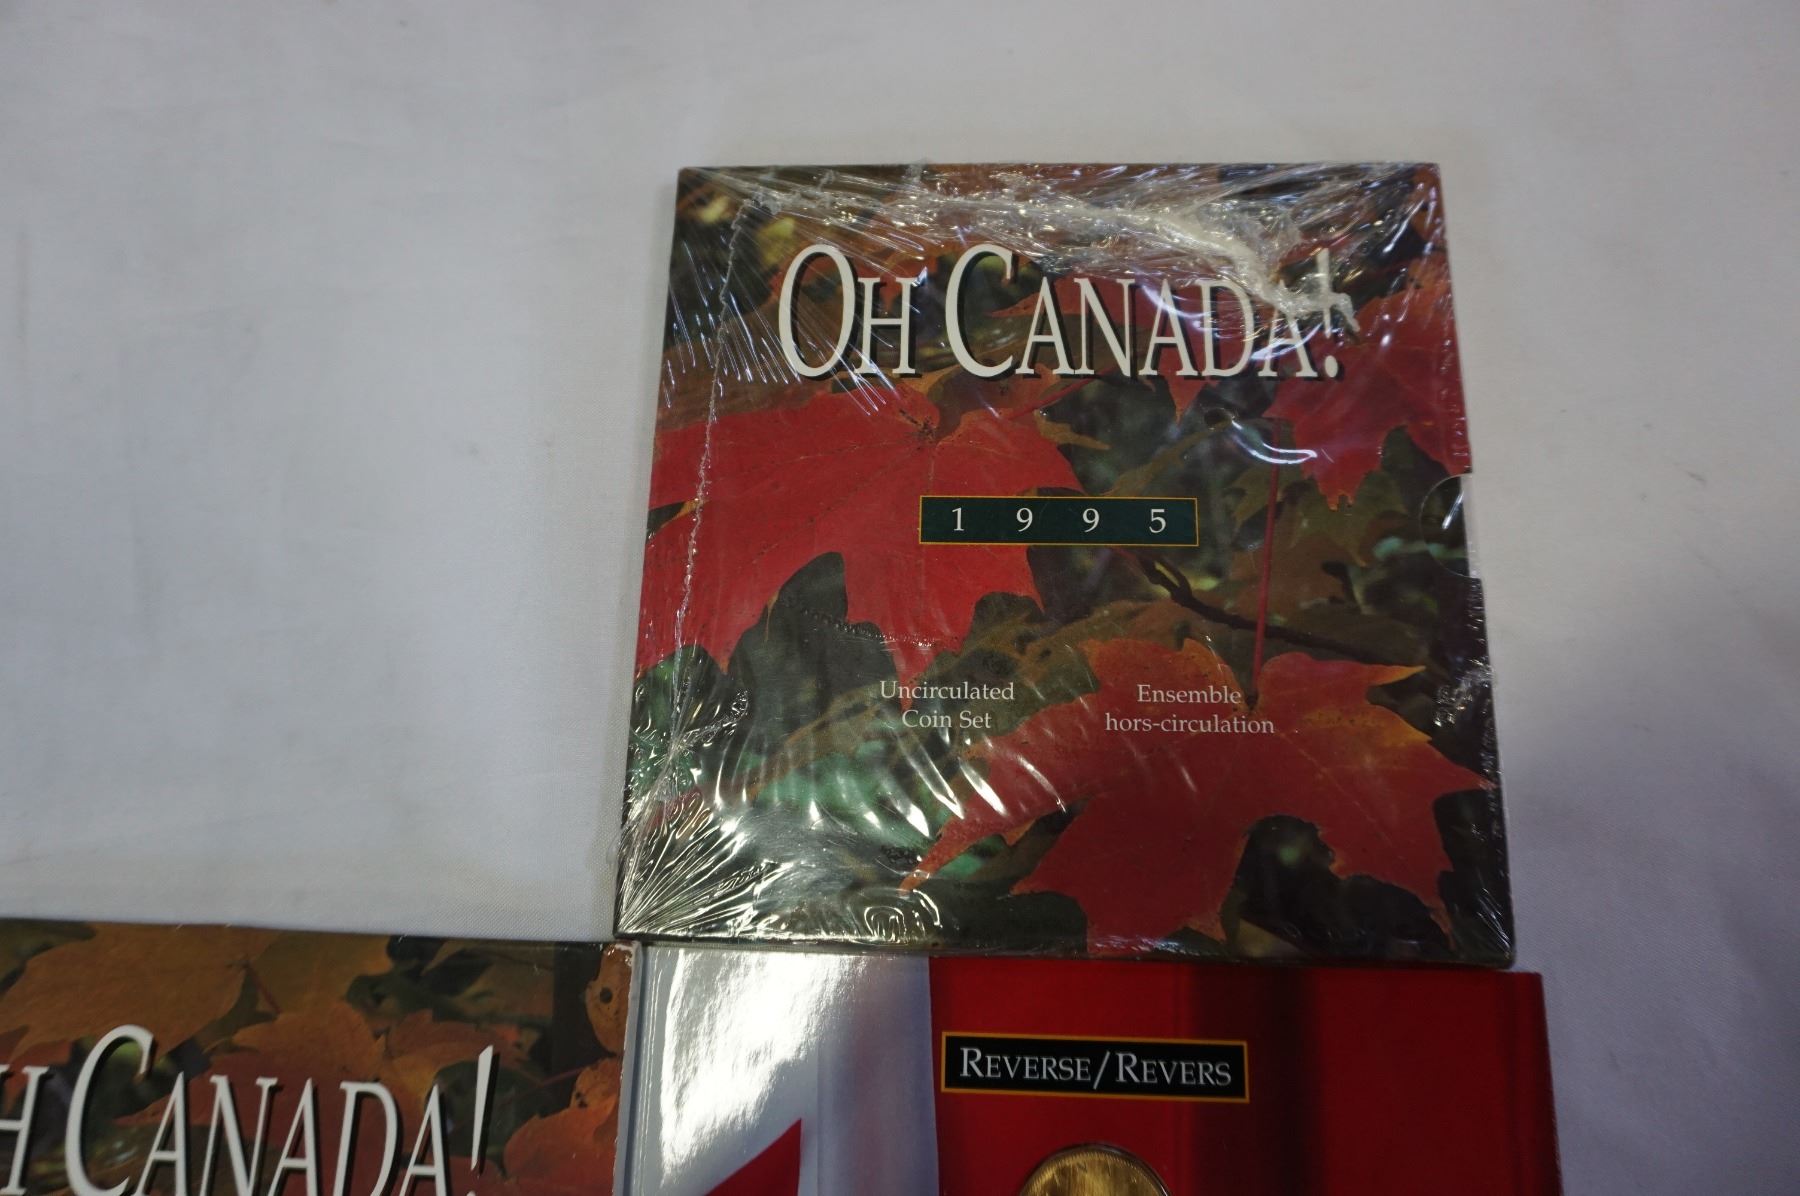 OH CANADA!
1995
Uncirculated
Coin Set
Ensemble
hors-circulation
REVERSE/REVERS
H CANADA!